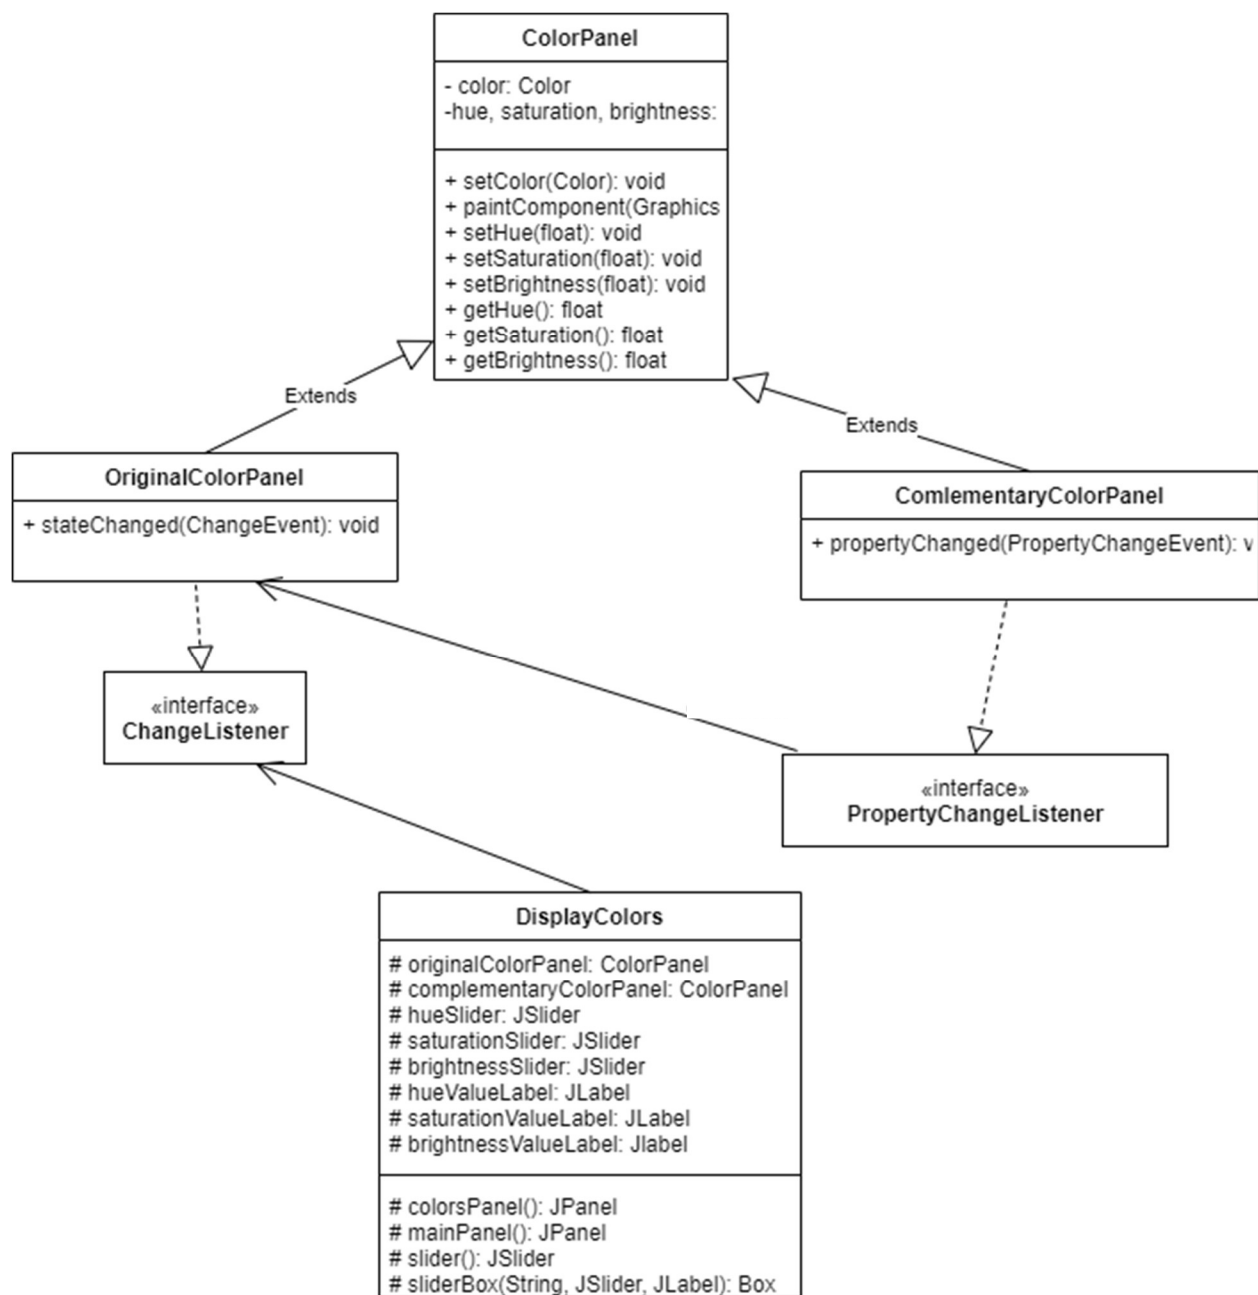 ColorPanel
- color: Color
-hue, saturation, brightness:
+ setColor(Color): void
+ paintComponent(Graphics
+ setHue(float): void
+ setSaturation(float): void
+ setBrightness(float): void
+ getHue(): float
+ getSaturation(): float
+ getBrightness(): float
Extends
Extends
OriginalColorPanel
+ stateChanged(ChangeEvent): void
ComlementaryColorPanel
+ propertyChanged(PropertyChangeEvent): v
«interface»
ChangeListener
«interface»
PropertyChangeListener
DisplayColors
# originalColorPanel: ColorPanel
# complementaryColorPanel: ColorPanel
# hueSlider: JSlider
# saturationSlider: JSlider
# brightnessSlider: JSlider
# hueValueLabel: JLabel
# saturationValueLabel: JLabel
# brightnessValueLabel: Jlabel
# colorsPanel(): JPanel
# mainPanel(): JPanel
# slider(): JSlider
# sliderBox(String, JSlider, JLabel): Box